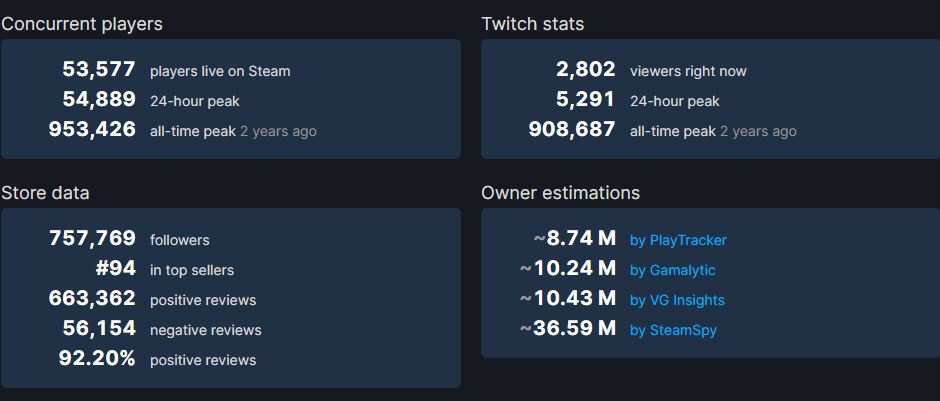 Concurrent players
53,577 players live on Steam
54,889 24-hour peak
953,426 all-time peak 2 years ago
Twitch stats
2,802 viewers right now
5,291 24-hour peak
908,687 all-time peak 2 years ago
Store data
757,769 followers
#94 in top sellers
663,362 positive reviews
56,154 negative reviews
92.20% positive reviews
Owner estimations
~8.74 M by PlayTracker
~10.24 M by Gamalytic
~10.43 M by VG Insights
~36.59 M by SteamSpy